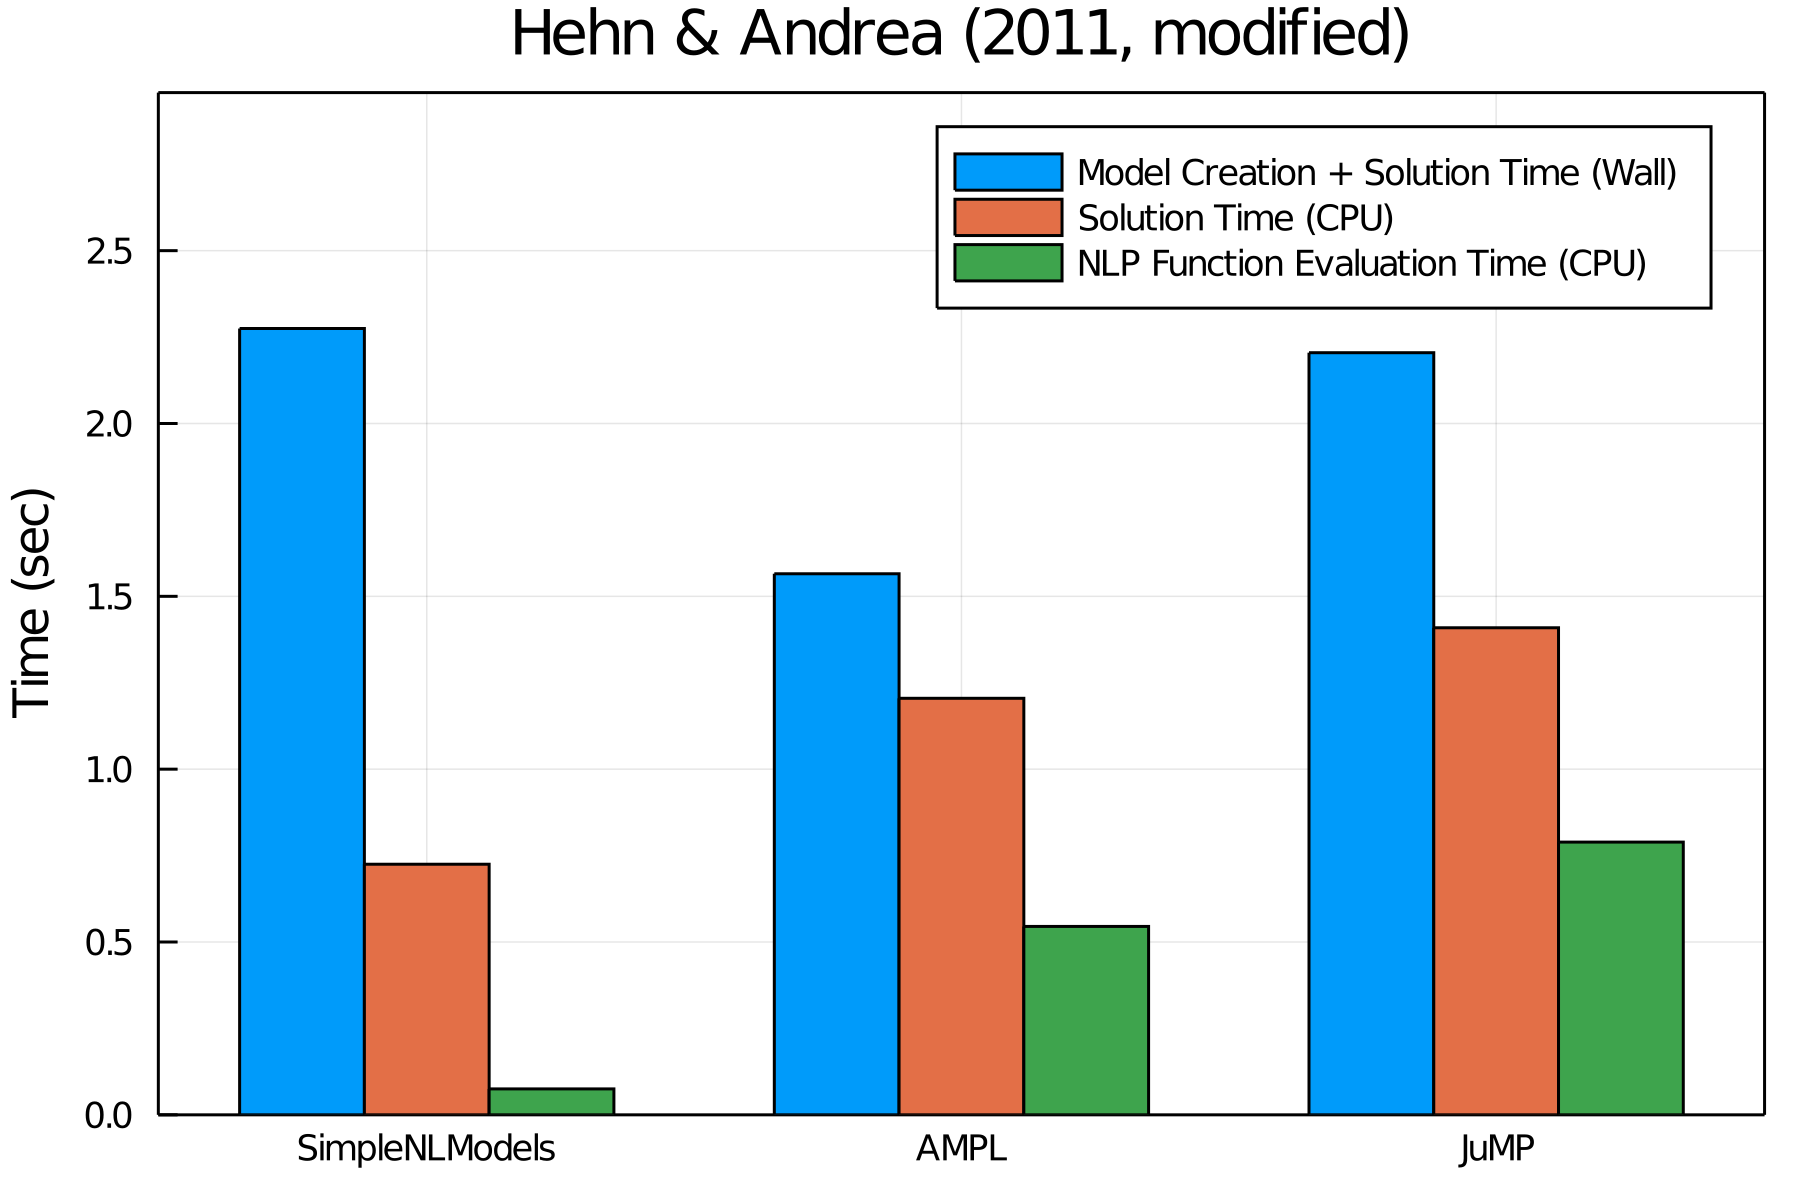 Hehn & Andrea (2011, modified)
Model Creation + Solution Time (Wall)
Solution Time (CPU)
NLP Function Evaluation Time (CPU)
Time (sec)
2.5
2.0
1.5
1.0
0.5
0.0
SimpleNLModels
AMPL
JuMP